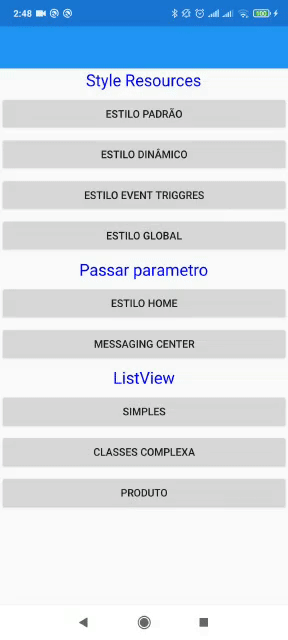 2:48
100
Style Resources
ESTILO PADRÃO
ESTILO DINÂMICO
ESTILO EVENT TRIGGRES
ESTILO GLOBAL
Passar parametro
ESTILO HOME
MESSAGING CENTER
ListView
SIMPLES
CLASSES COMPLEXA
PRODUTO